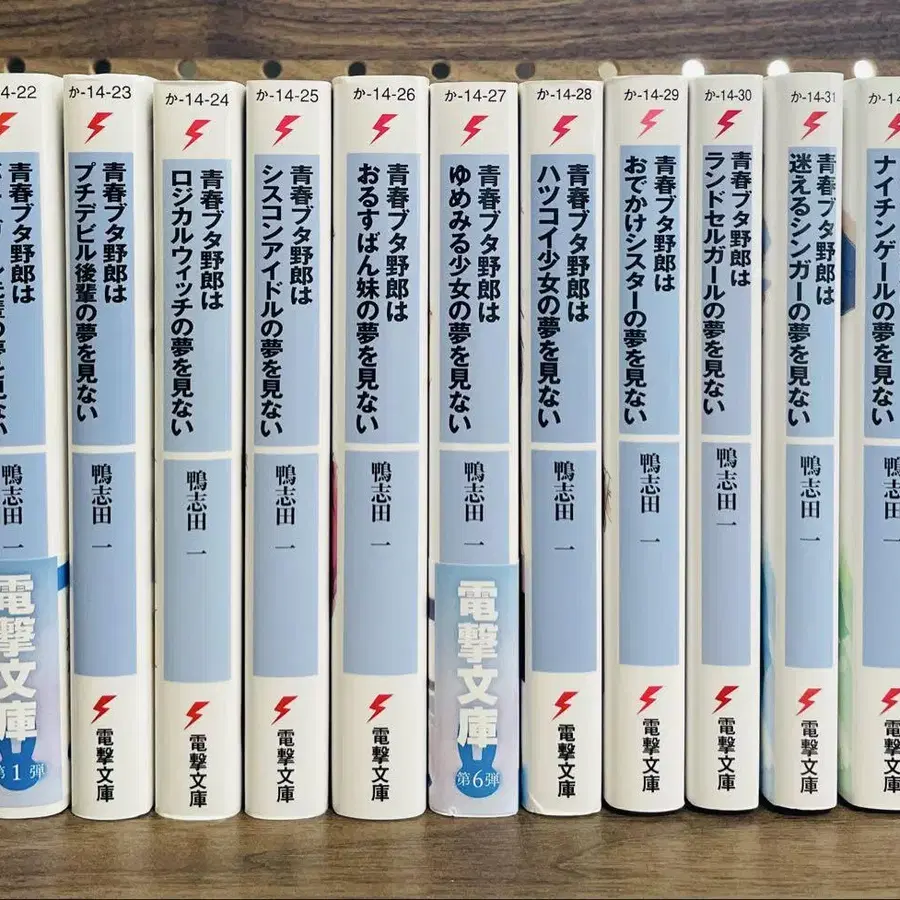 4-22
青春ブタ野郎は
鴨志田 一
電撃文庫
第1弾
か-14-23
青春ブタ野郎は
プチデビル後輩の夢を見ない
鴨志田 一
電撃文庫
か-14-24
青春ブタ野郎は
ロジカルウィッチの夢を見ない
鴨志田 一
電撃文庫
か-14-25
青春ブタ野郎は
シスコンアイドルの夢を見ない
鴨志田 一
電撃文庫
か-14-26
青春ブタ野郎は
おるすばん妹の夢を見ない
鴨志田 一
電撃文庫
か-14-27
青春ブタ野郎は
ゆめみる少女の夢を見ない
鴨志田 一
電撃文庫
第6弾
か-14-28
青春ブタ野郎は
ハツコイ少女の夢を見ない
鴨志田 一
電撃文庫
か-14-29
青春ブタ野郎は
おでかけシスターの夢を見ない
鴨志田 一
電撃文庫
か-14-30
青春ブタ野郎は
ランドセルガールの夢を見ない
鴨志田 一
電撃文庫
か-14-31
青春ブタ野郎は
迷えるシンガーの夢を見ない
鴨志田 一
電撃文庫
か-14
ナイチンゲールの夢を見ない
鴨志田 一
電撃文庫